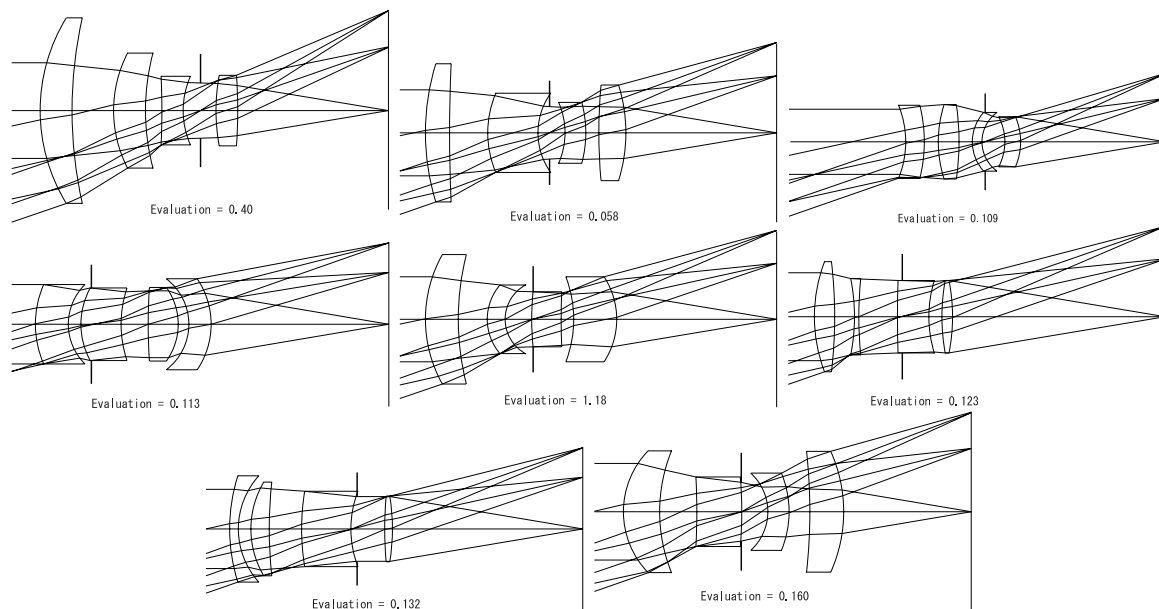 Evaluation = 0.40
Evaluation = 0.058
Evaluation = 0.109
Evaluation = 0.113
Evaluation = 1.18
Evaluation = 0.123
Evaluation = 0.132
Evaluation = 0.160